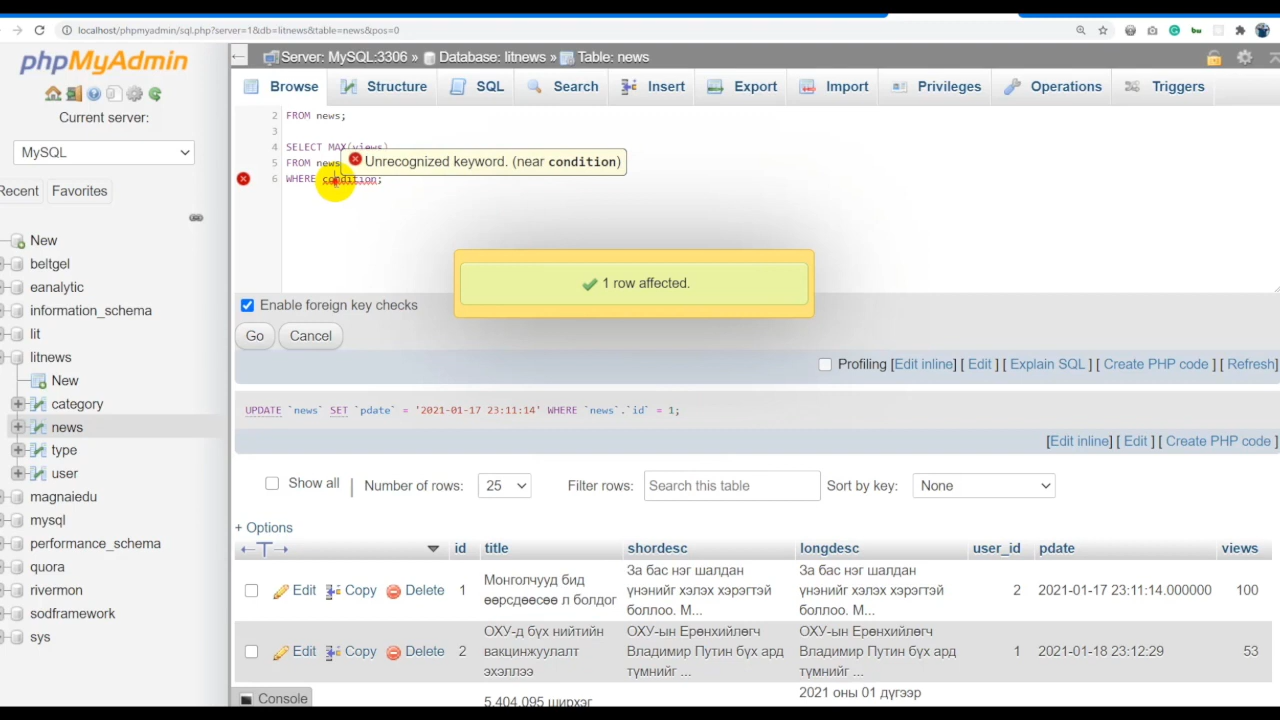 localhost/phpmyadmin/sql.php?server=1&db=litnews&table=news&pos=0
phpMyAdmin
Current server:
MySQL
Recent
Favorites
New
beltgel
eanalytic
information_schema
lit
litnews
New
category
news
type
user
magnaiedu
mysql
performance_schema
quora
rivermon
sodframework
sys
Server: MySQL:3306 » Database: litnews » Table: news
Browse Structure SQL Search Insert Export Import Privileges Operations Triggers
2 FROM news;
3
4 SELECT MAX(views)
5 FROM news
Unrecognized keyword. (near condition)
6 WHERE condition;
1 row affected.
Enable foreign key checks
Go Cancel
Profiling [Edit inline] [ Edit ] [ Explain SQL ] [ Create PHP code ] [ Refresh]
UPDATE `news` SET `pdate` = '2021-01-17 23:11:14' WHERE `news`.`id` = 1;
[Edit inline] [ Edit ] [ Create PHP code ]
Show all | Number of rows: 25 Filter rows: Search this table Sort by key: None
+ Options
←T→ id title shordesc longdesc user_id pdate views
Edit Copy Delete 1 Монголчууд бид өөрсдөөсөө л болдог За бас нэг шалдан үнэнийг хэлэх хэрэгтэй боллоо. М... За бас нэг шалдан үнэнийг хэлэх хэрэгтэй боллоо. М... 2 2021-01-17 23:11:14.000000 100
Edit Copy Delete 2 ОХУ-д бүх нийтийн вакцинжуулалт эхэллээ ОХУ-ын Ерөнхийлөгч Владимир Путин бүх ард түмнийг ... ОХУ-ын Ерөнхийлөгч Владимир Путин бүх ард түмнийг ... 1 2021-01-18 23:12:29 53
5,404,095 ширхэг 2021 оны 01 дүгээр
Console